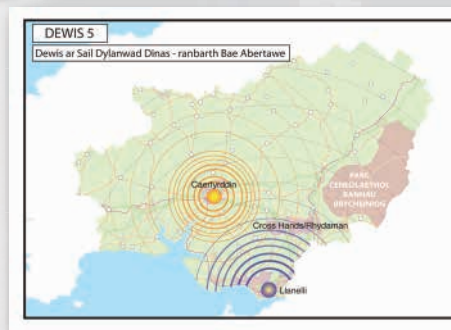 DEWIS 5
Dewis ar Sail Dylanwad Dinas - ranbarth Bae Abertawe
Caerfyrddin
PARC
CENEDLAETHOL
BANNAU
BRYCHEINIOG
Cross Hands/Rhydaman
Llanelli